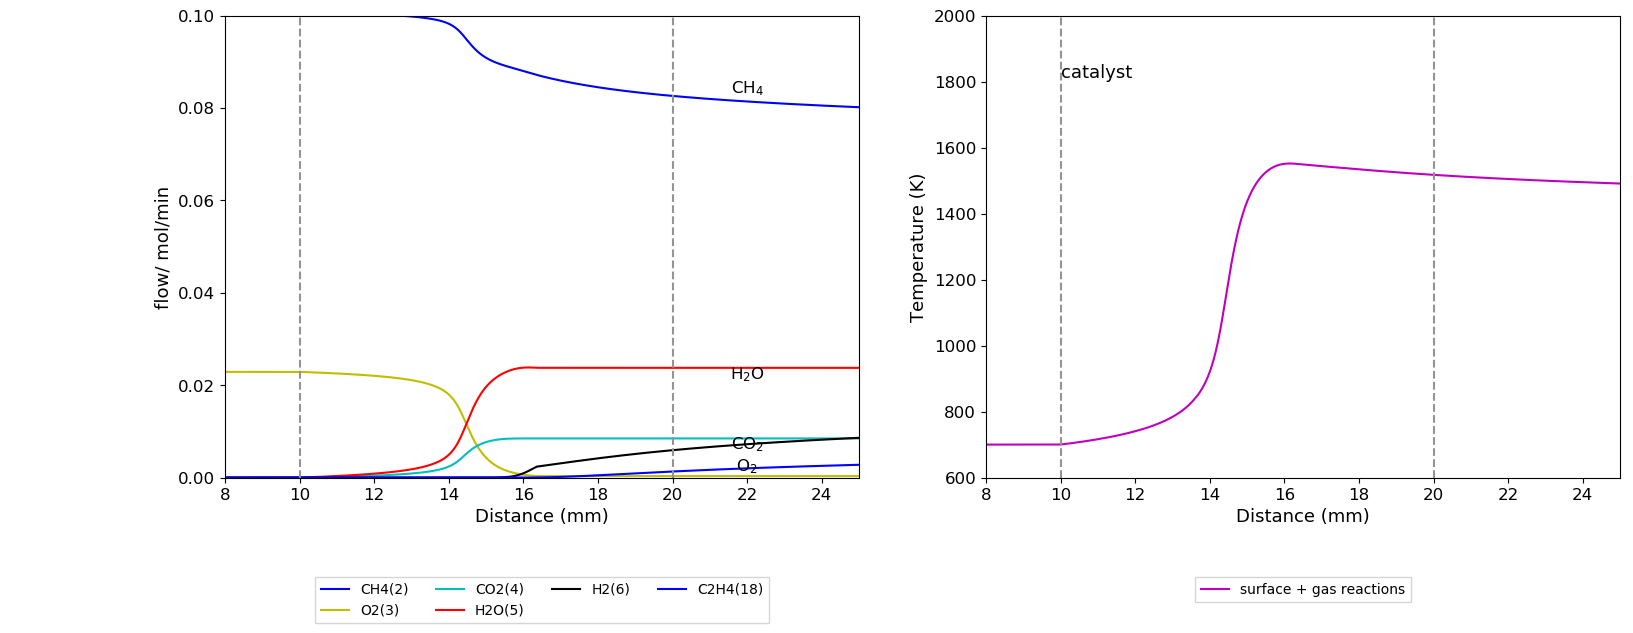 0.10
0.08
0.06
0.04
0.02
0.00
flow/ mol/min
CH₄
H₂O
CO₂
O₂
8 10 12 14 16 18 20 22 24
Distance (mm)
CH4(2) CO2(4) H2(6) C2H4(18)
O2(3) H2O(5)
2000
1800
1600
1400
1200
1000
800
600
Temperature (K)
catalyst
8 10 12 14 16 18 20 22 24
Distance (mm)
surface + gas reactions